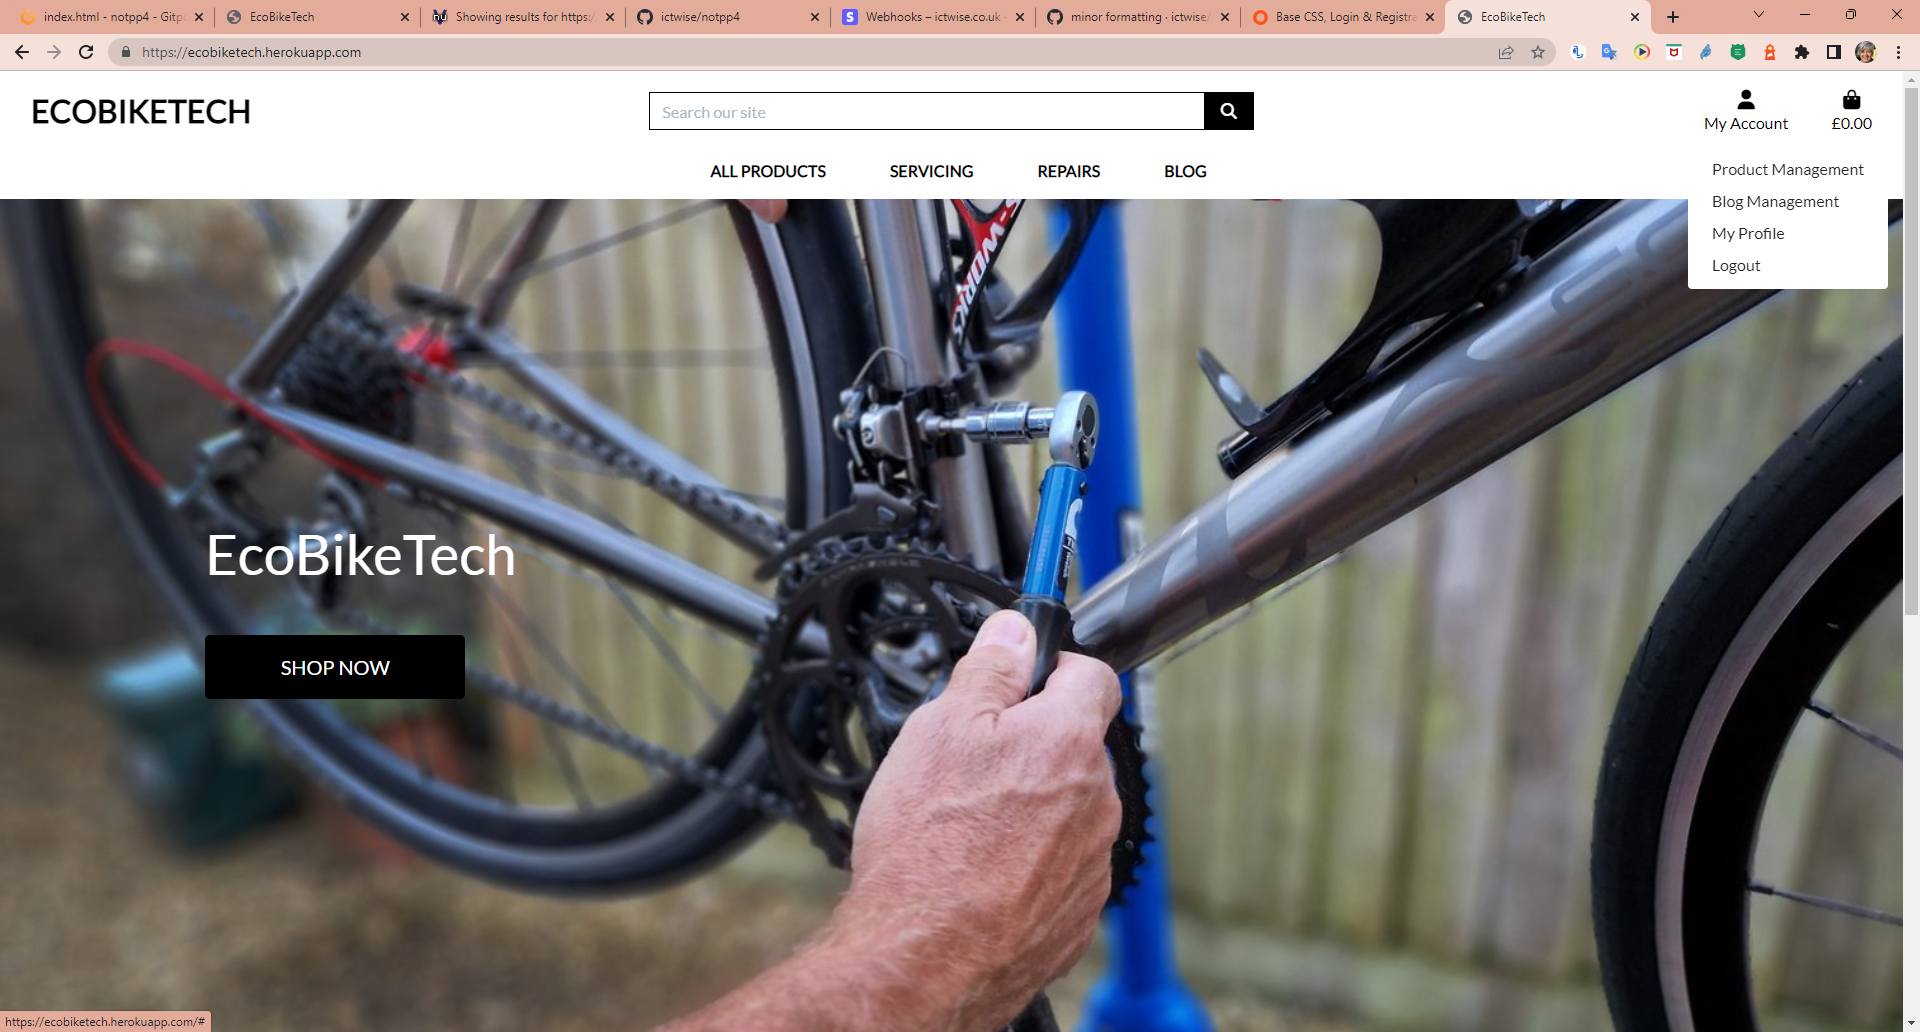 index.html - notpp4 - Gitp
EcoBikeTech
Showing results for https:/
ictwise/notpp4
Webhooks – ictwise.co.uk
minor formatting · ictwise/
Base CSS, Login & Registra
EcoBikeTech
https://ecobiketech.herokuapp.com
ECOBIKETECH
Search our site
My Account
£0.00
ALL PRODUCTS
SERVICING
REPAIRS
BLOG
Product Management
Blog Management
My Profile
Logout
S-WORKS
EcoBikeTech
SHOP NOW
https://ecobiketech.herokuapp.com/#